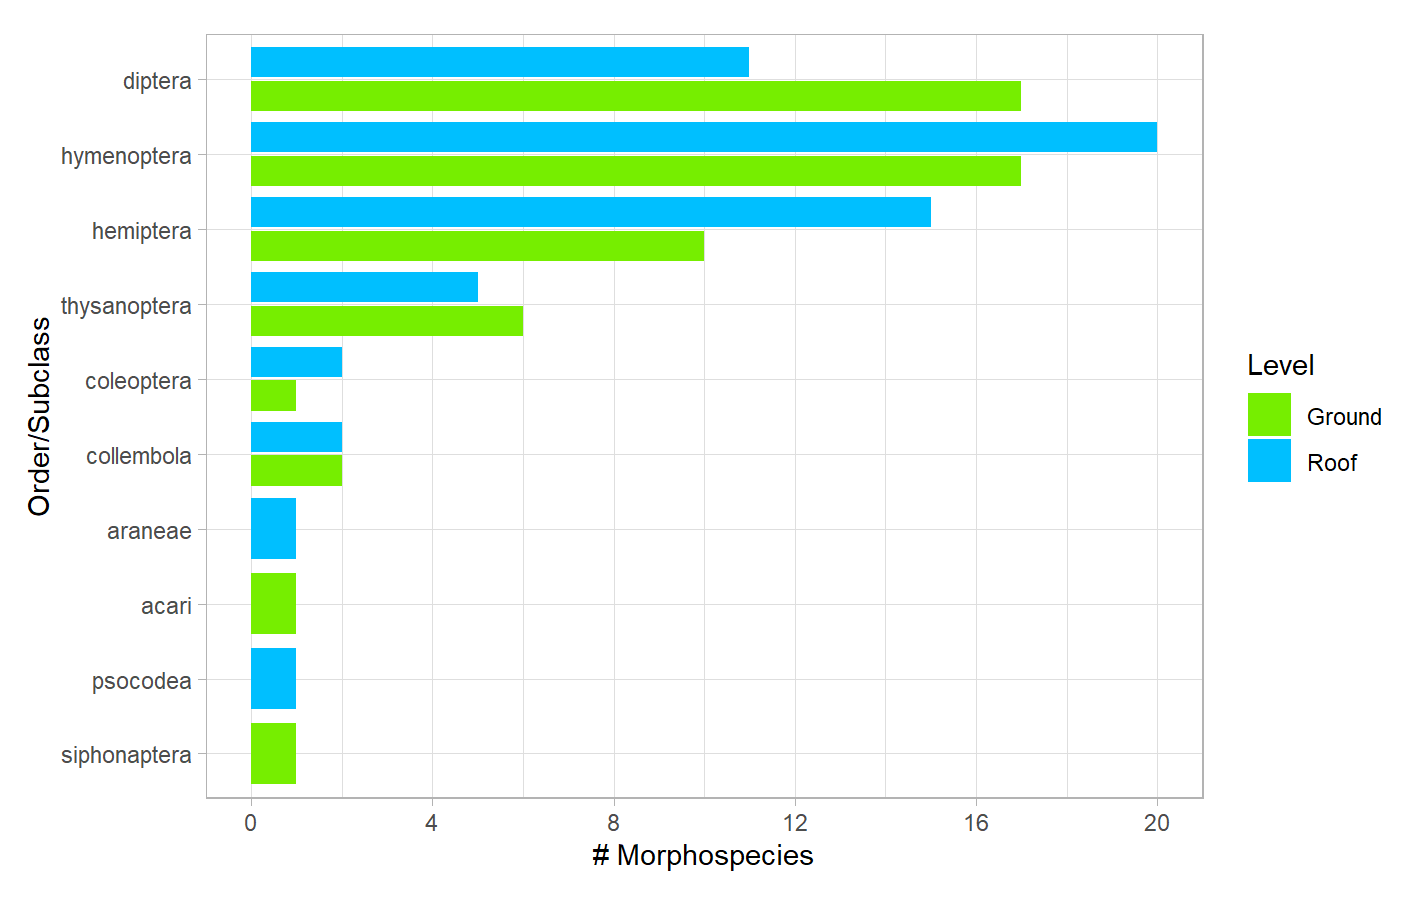 diptera
hymenoptera
hemiptera
thysanoptera
coleoptera
collembola
araneae
acari
psocodea
siphonaptera
Order/Subclass
0 4 8 12 16 20
# Morphospecies
Level
Ground
Roof